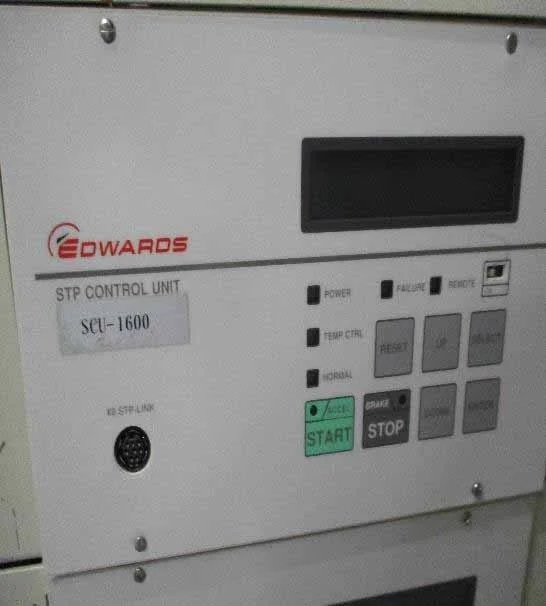 EDWARDS
STP CONTROL UNIT
SCU-1600
POWER
FAILURE
REMOTE
TEMP CTRL
RESET
UP
SELECT
NORMAL
X8 STP-LINK
ACCEL
START
BRAKE
STOP
DOWN
ENTER